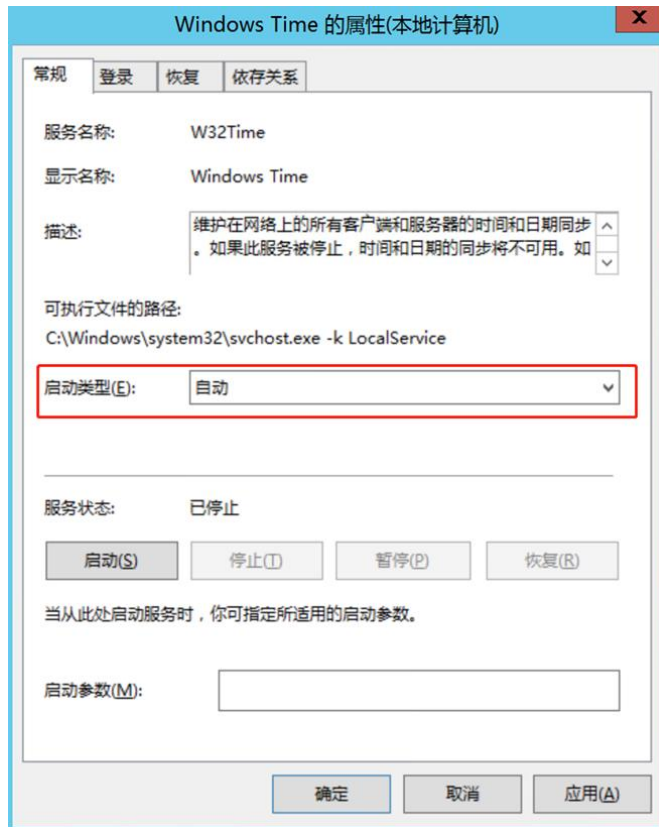 Windows Time 的属性(本地计算机)
x
常规 登录 恢复 依存关系
服务名称: W32Time
显示名称: Windows Time
描述: 维护在网络上的所有客户端和服务器的时间和日期同步
。如果此服务被停止，时间和日期的同步将不可用。如
可执行文件的路径:
C:\Windows\system32\svchost.exe -k LocalService
启动类型(E): 自动
服务状态: 已停止
启动(S) 停止(T) 暂停(P) 恢复(R)
当从此处启动服务时，你可指定所适用的启动参数。
启动参数(M):
确定 取消 应用(A)